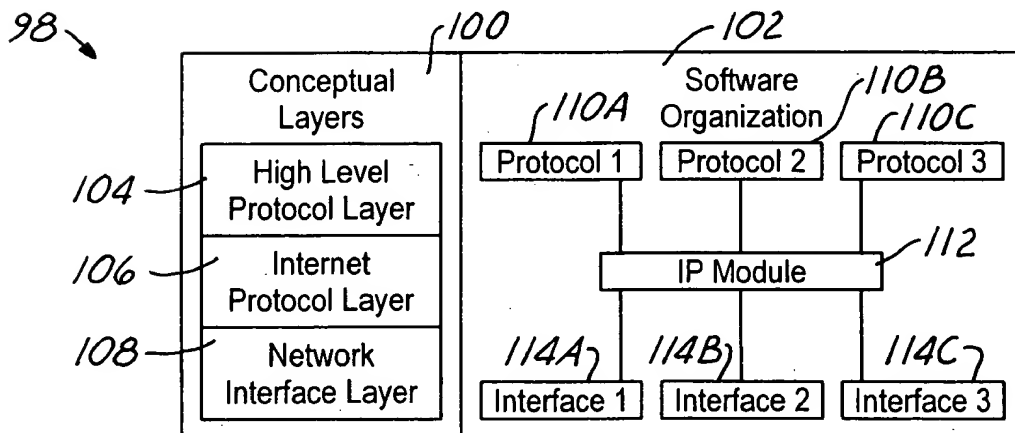 98
100
102
Conceptual
Layers
104
High Level
Protocol Layer
106
Internet
Protocol Layer
108
Network
Interface Layer
Software
Organization
110A
110B
110C
Protocol 1
Protocol 2
Protocol 3
112
IP Module
114A
114B
114C
Interface 1
Interface 2
Interface 3